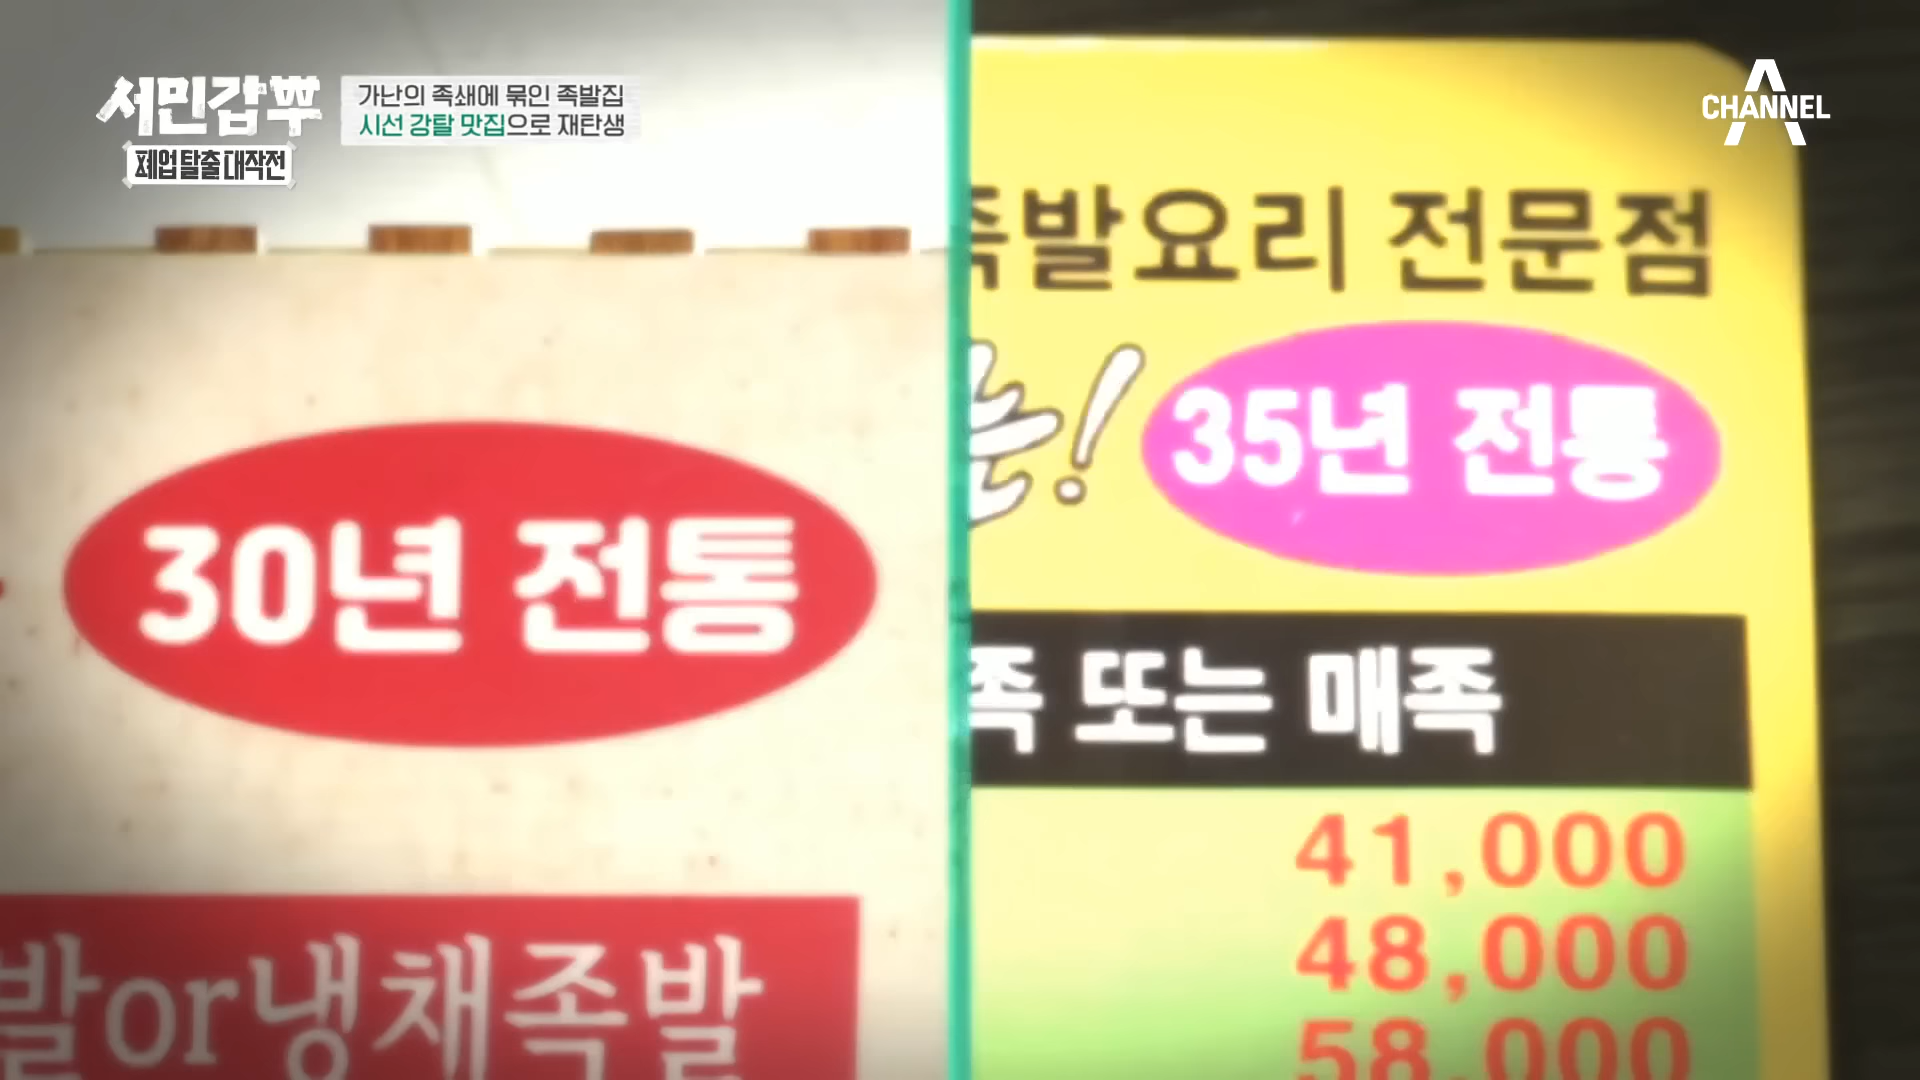 서민갑뿌
폐업탈출대작전
가난의 족쇄에 묶인 족발집
시선 강탈 맛집으로 재탄생
CHANNEL A
30년 전통
발or냉채족발
족발요리 전문점
는!
35년 전통
족 또는 매족
41,000
48,000
58,000